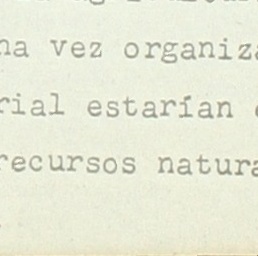 na vez organiza
rial estarían
recursos natura